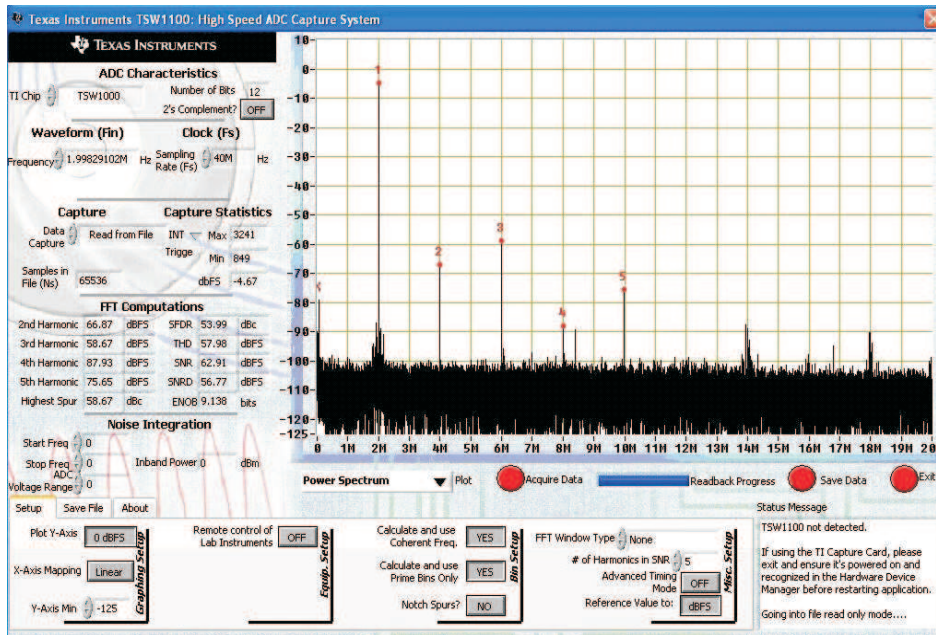 Texas Instruments TSW1100: High Speed ADC Capture System
TEXAS INSTRUMENTS
ADC Characteristics
TI Chip TSW1000 Number of Bits 12
2's Complement? OFF
Waveform (Fin) Clock (Fs)
Frequency 1.99829102M Hz Sampling Rate (Fs) 40M Hz
Capture Capture Statistics
Data Capture Read from File INT Max 3241
Trigge Min 849
Samples in File (Ns) 65536 dbFS -4.67
FFT Computations
2nd Harmonic 66.87 dBFS SFDR 53.99 dBc
3rd Harmonic 58.67 dBFS THD 57.98 dBFS
4th Harmonic 87.93 dBFS SNR 62.91 dBFS
5th Harmonic 75.65 dBFS SNRD 56.77 dBFS
Highest Spur 58.67 dBc ENOB 9.138 bits
Noise Integration
Start Freq 0
Stop Freq 0 Inband Power 0 dBm
ADC Voltage Range 0
10
0
-10
-20
-30
-40
-50
-60
-70
-80
-90
-100
-110
-120
-125
1
2
3
4
5
0 1M 2M 3M 4M 5M 6M 7M 8M 9M 10M 11M 12M 13M 14M 15M 16M 17M 18M 19M 20
Power Spectrum Plot Acquire Data Readback Progress Save Data Exit
Setup Save File About
Plot Y-Axis 0 dBFS
X-Axis Mapping Linear
Y-Axis Min -125
Graphing Setup
Remote control of Lab Instruments OFF
Equip. Setup
Calculate and use Coherent Freq. YES
Calculate and use Prime Bins Only YES
Notch Spurs? NO
Bin Setup
FFT Window Type None
# of Harmonics in SNR 5
Advanced Timing Mode OFF
Reference Value to: dBFS
Misc. Setup
Status Message
TSW1100 not detected.
If using the TI Capture Card, please
exit and ensure it's powered on and
recognized in the Hardware Device
Manager before restarting application.
Going into file read only mode....